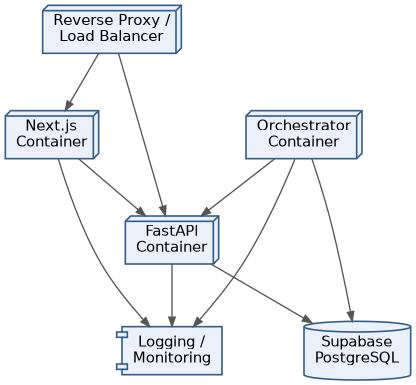 Reverse Proxy /
Load Balancer
Next.js
Container
Orchestrator
Container
FastAPI
Container
Logging /
Monitoring
Supabase
PostgreSQL